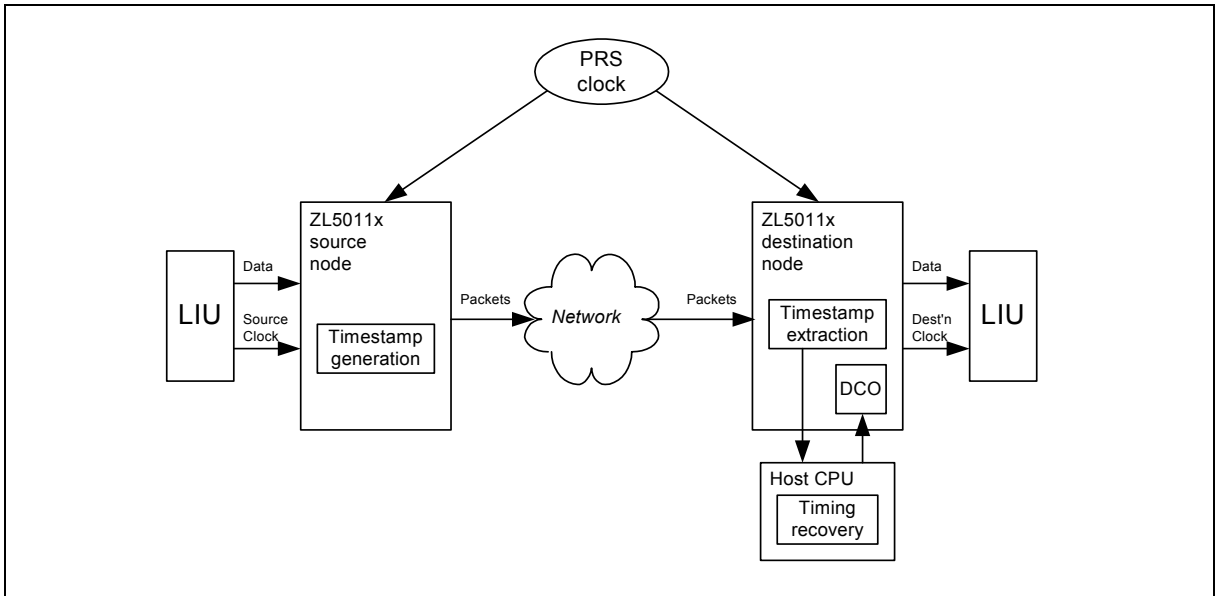 PRS
clock
ZL5011x
source
node
ZL5011x
destination
node
LIU
Data
Source
Clock
Timestamp
generation
Packets
Network
Packets
Timestamp
extraction
DCO
Data
Dest'n
Clock
LIU
Host CPU
Timing
recovery